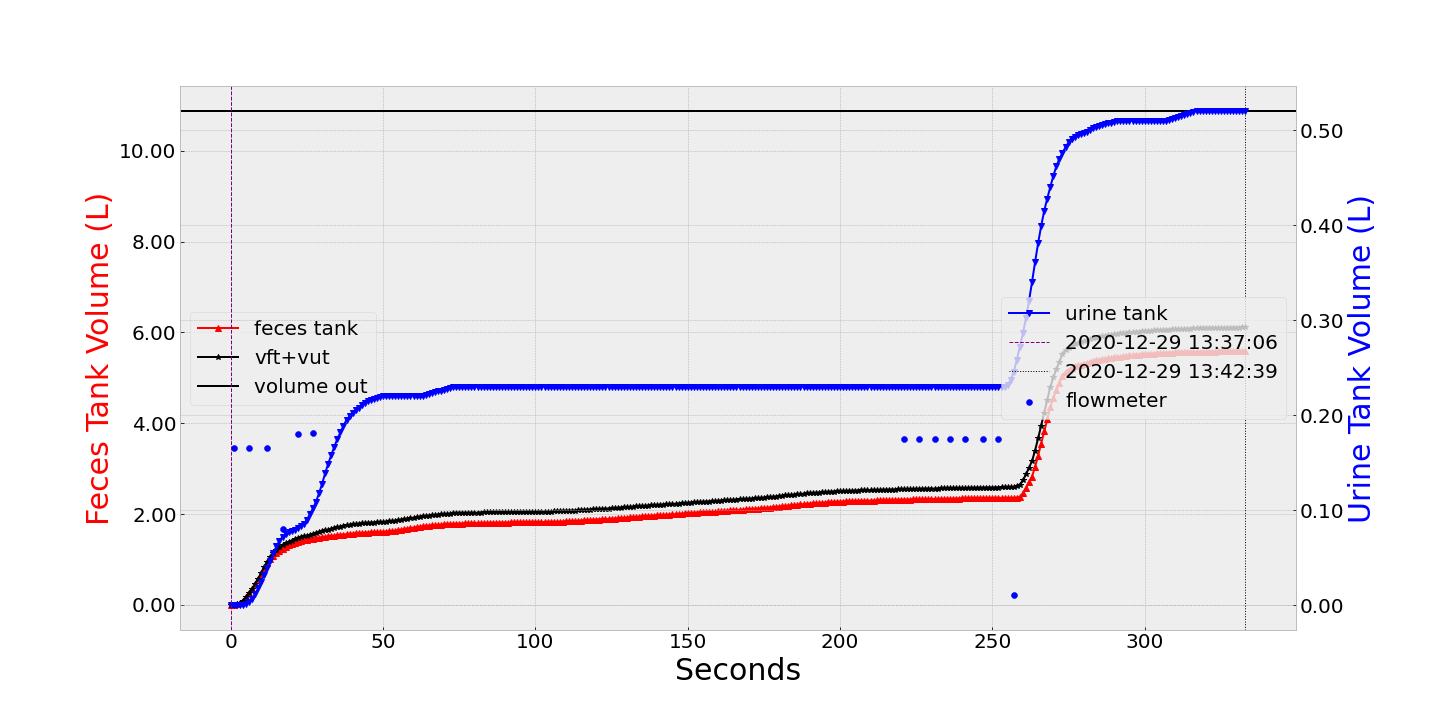 10.00
8.00
6.00
4.00
2.00
0.00
Feces Tank Volume (L)
feces tank
vft+vut
volume out
urine tank
2020-12-29 13:37:06
2020-12-29 13:42:39
flowmeter
0.50
0.40
0.30
0.20
0.10
0.00
Urine Tank Volume (L)
0 50 100 150 200 250 300
Seconds